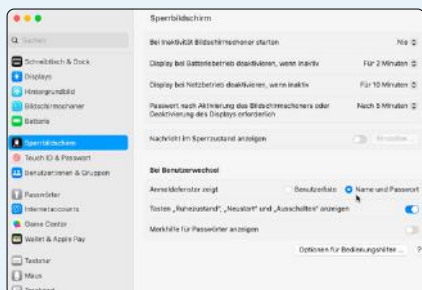 Sperrbildschirm
Suchen
Bei Inaktivität Bildschirmschoner starten
Nie
Schreibtisch & Dock
Display bei Batteriebetrieb deaktivieren, wenn inaktiv
Für 2 Minuten
Displays
Hintergrundbild
Display bei Netzbetrieb deaktivieren, wenn inaktiv
Für 10 Minuten
Bildschirmschoner
Batterie
Passwort nach Aktivierung des Bildschirmschoners oder
Deaktivierung des Displays erforderlich
Nach 5 Minuten
Sperrbildschirm
Nachricht im Sperrzustand anzeigen
Touch ID & Passwort
Benutzer:innen & Gruppen
Bei Benutzerwechsel
Passwörter
Anmeldefenster zeigt
Benutzerliste
Name und Passwort
Internetaccounts
Tasten „Ruhezustand“, „Neustart“ und „Ausschalten“ anzeigen
Game Center
Wallet & Apple Pay
Merkhilfe für Passwörter anzeigen
Optionen für Bedienungshilfen ...
?
Tastatur
Maus